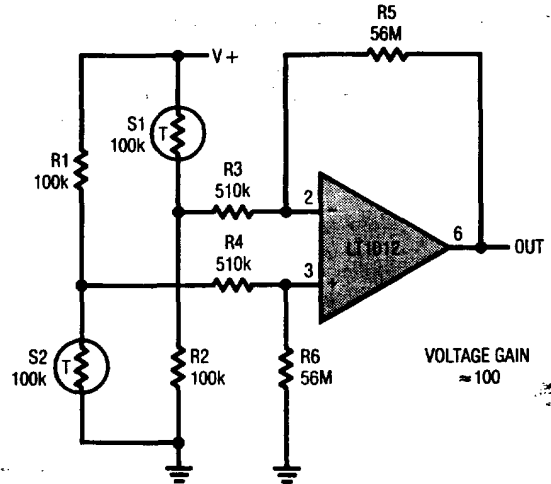 R5
56M
V+
S1
100k
T
R1
100k
R3
510k
2
−
LT1012
6
OUT
R4
510k
3
+
S2
100k
T
R2
100k
R6
56M
VOLTAGE GAIN
≈100